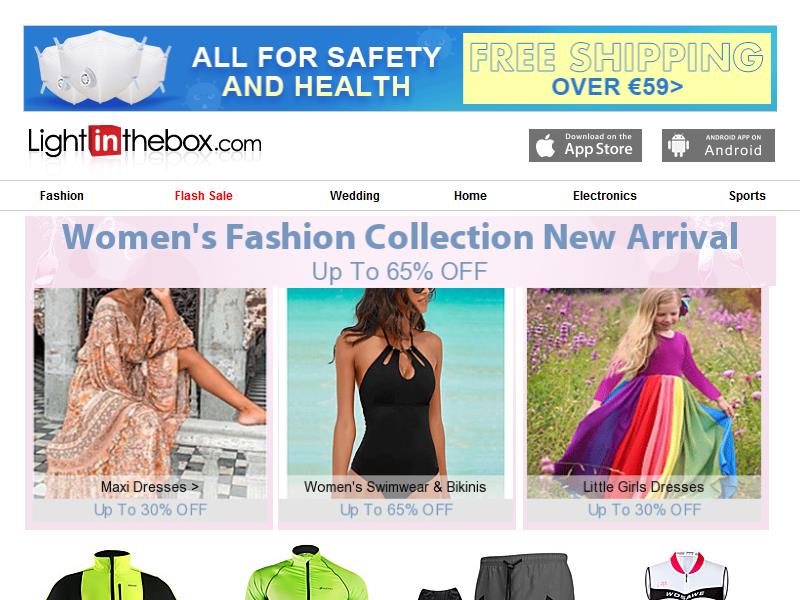 ALL FOR SAFETY
AND HEALTH
FREE SHIPPING
OVER €59>
Lightinthebox.com
Download on the
App Store
ANDROID APP ON
Android
Fashion Flash Sale Wedding Home Electronics Sports
Women's Fashion Collection New Arrival
Up To 65% OFF
Maxi Dresses > Women's Swimwear & Bikinis Little Girls Dresses
Up To 30% OFF Up To 65% OFF Up To 30% OFF
WOSAWE